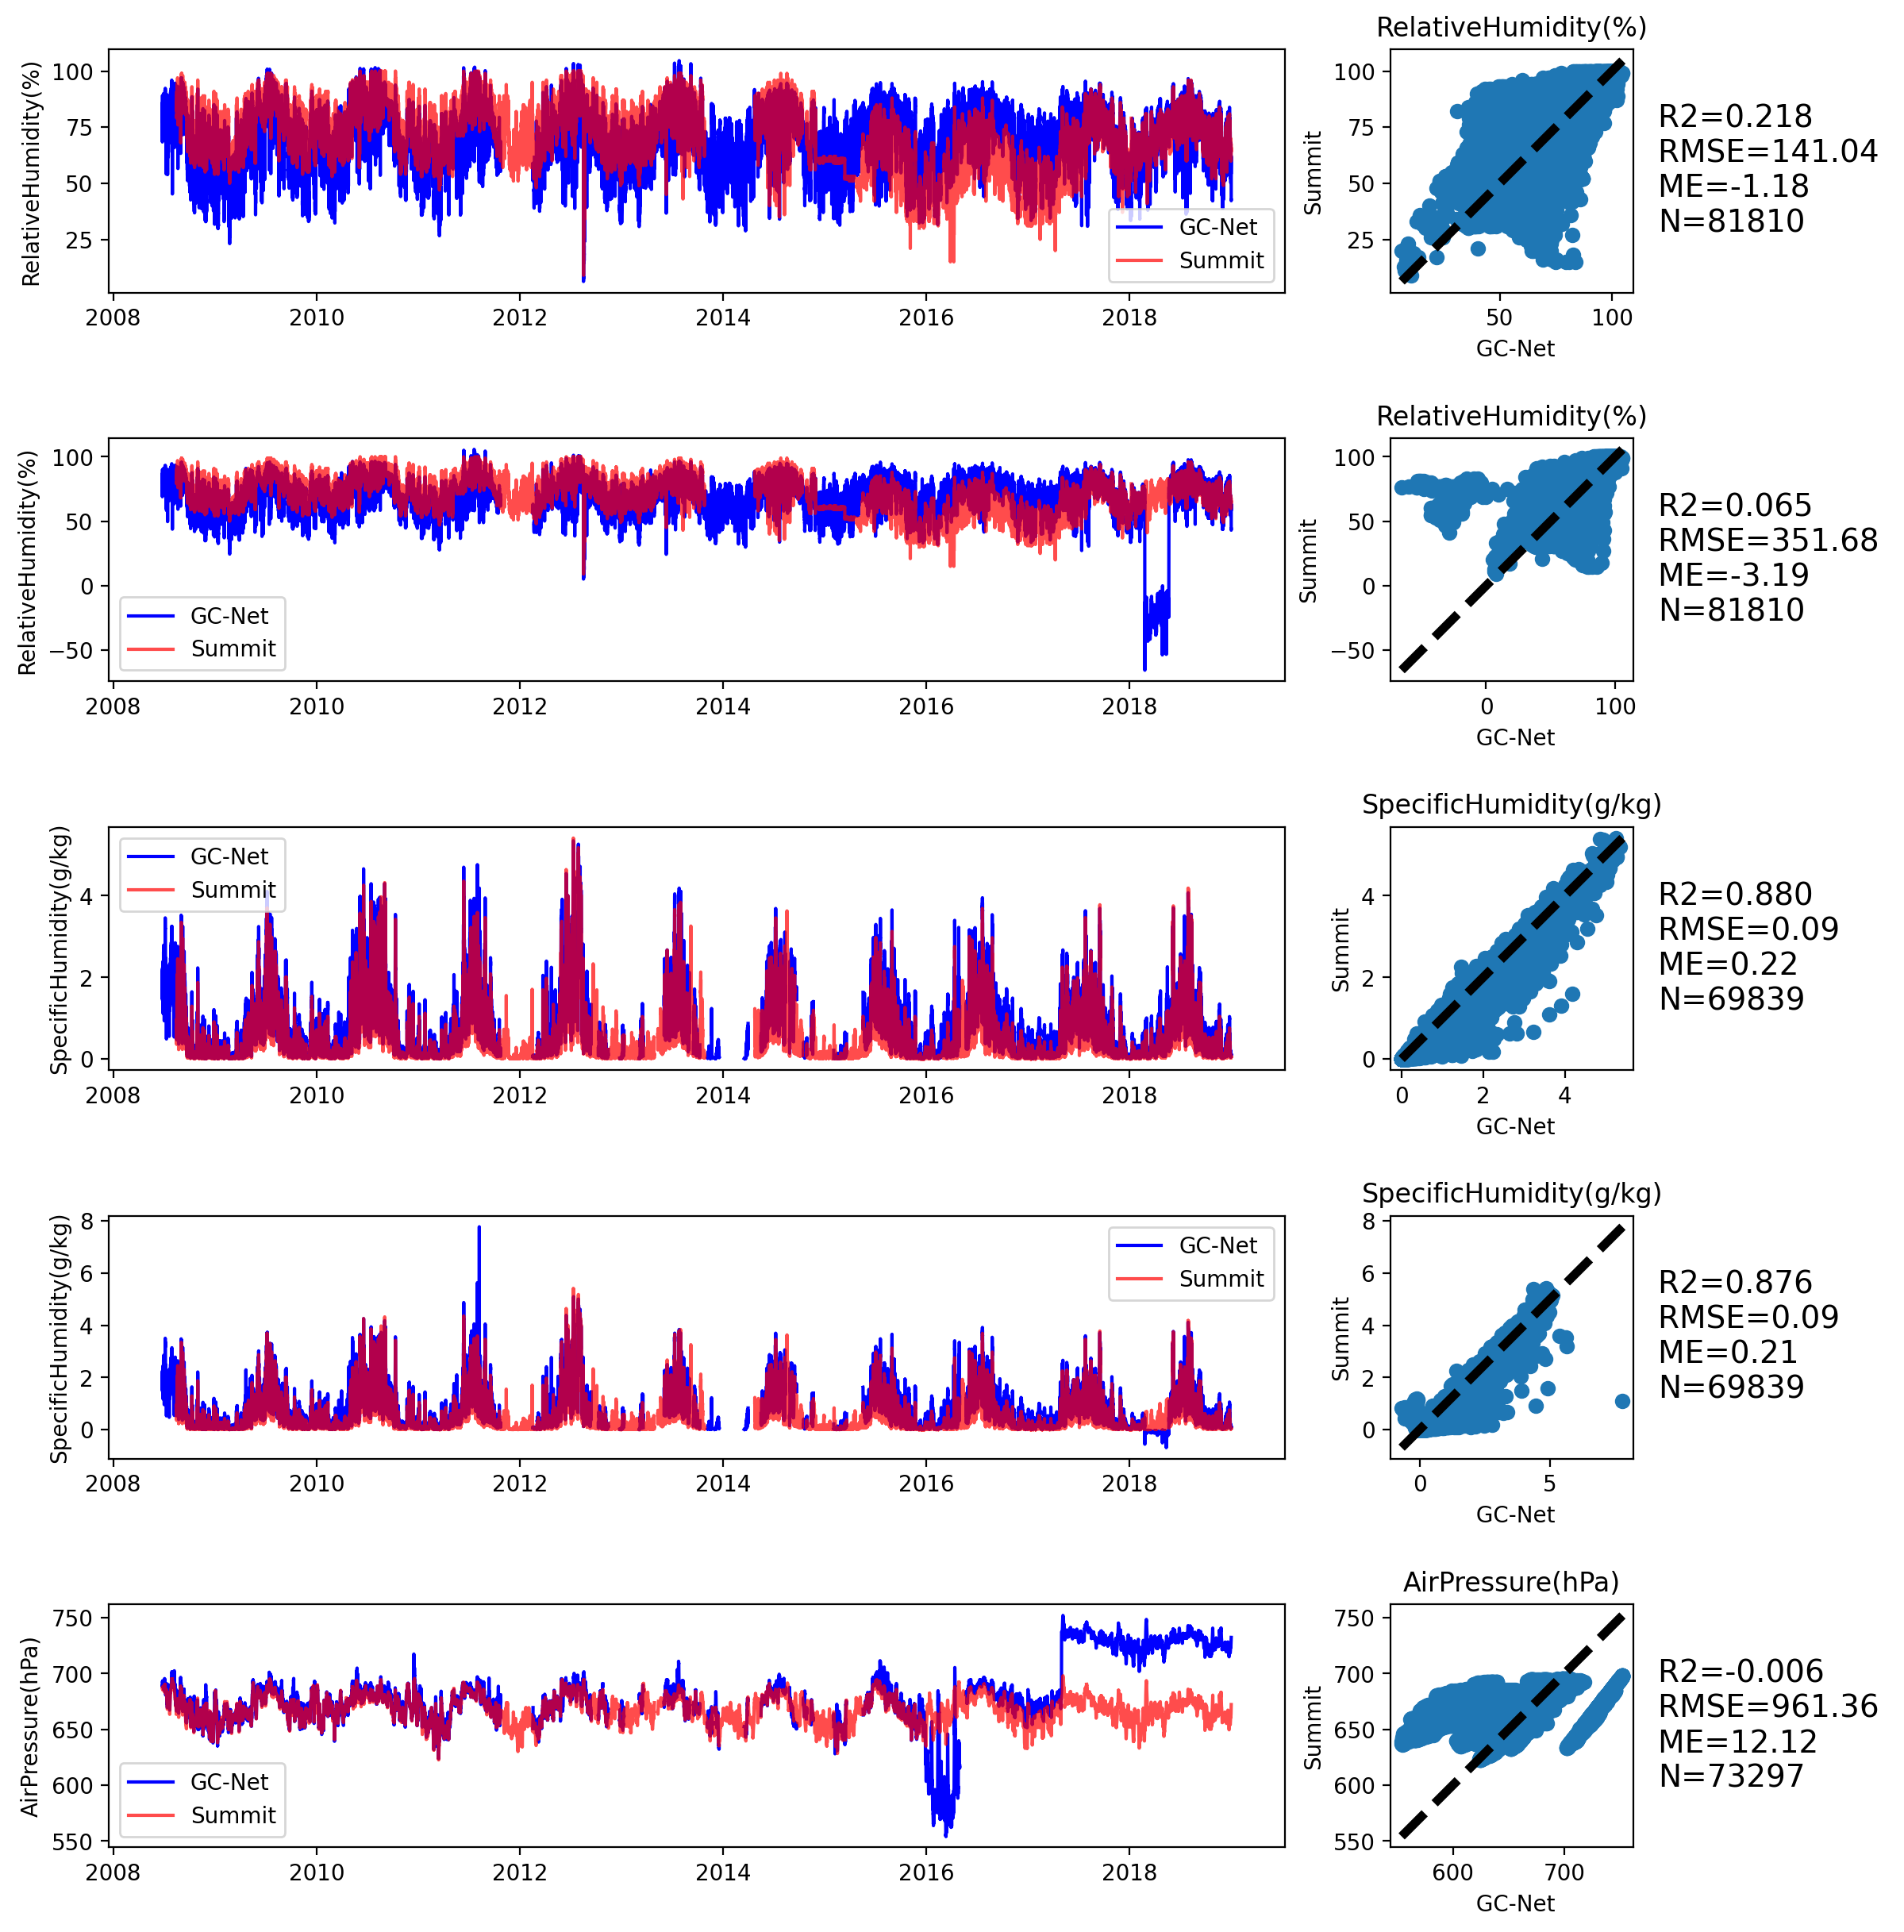 RelativeHumidity(%)
RelativeHumidity(%)
100
75
50
25
2008 2010 2012 2014 2016 2018
GC-Net
Summit
Summit
100
75
50
25
50 100
GC-Net
R2=0.218
RMSE=141.04
ME=-1.18
N=81810
RelativeHumidity(%)
RelativeHumidity(%)
100
50
0
−50
2008 2010 2012 2014 2016 2018
GC-Net
Summit
Summit
100
50
0
−50
0 100
GC-Net
R2=0.065
RMSE=351.68
ME=-3.19
N=81810
SpecificHumidity(g/kg)
SpecificHumidity(g/kg)
4
2
0
2008 2010 2012 2014 2016 2018
GC-Net
Summit
Summit
4
2
0
0 2 4
GC-Net
R2=0.880
RMSE=0.09
ME=0.22
N=69839
SpecificHumidity(g/kg)
SpecificHumidity(g/kg)
8
6
4
2
0
2008 2010 2012 2014 2016 2018
GC-Net
Summit
Summit
8
6
4
2
0
0 5
GC-Net
R2=0.876
RMSE=0.09
ME=0.21
N=69839
AirPressure(hPa)
AirPressure(hPa)
750
700
650
600
550
2008 2010 2012 2014 2016 2018
GC-Net
Summit
Summit
750
700
650
600
550
600 700
GC-Net
R2=-0.006
RMSE=961.36
ME=12.12
N=73297